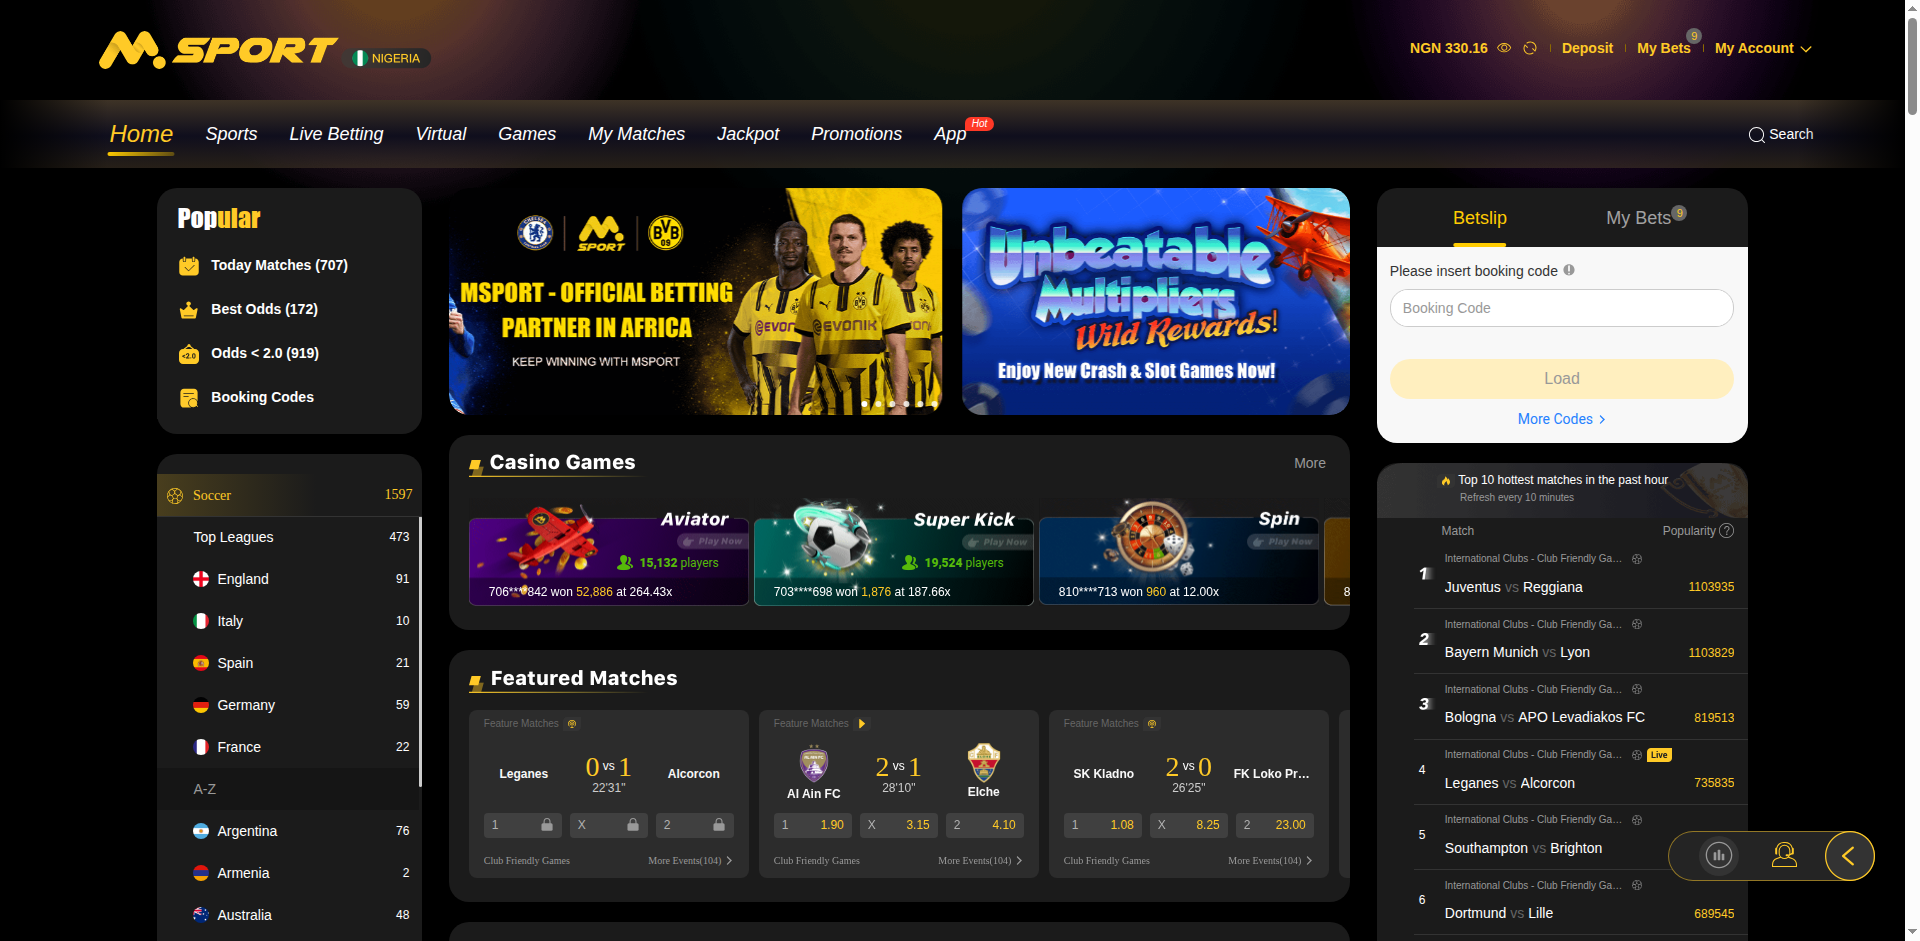 M.SPORT
NIGERIA
NGN 330.16
Deposit
My Bets
9
My Account
Home
Sports
Live Betting
Virtual
Games
My Matches
Jackpot
Promotions
App
Hot
Search
Popular
Today Matches (707)
Best Odds (172)
<2.0
Odds < 2.0 (919)
Booking Codes
Soccer
1597
Top Leagues
473
England
91
Italy
10
Spain
21
Germany
59
France
22
A-Z
Argentina
76
Armenia
2
Australia
48
CHELSEA
M.
SPORT
BVB
09
MSPORT - OFFICIAL BETTING
PARTNER IN AFRICA
KEEP WINNING WITH MSPORT
EVONIK
Unbeatable
Multipliers
Wild Rewards!
Enjoy New Crash & Slot Games Now!
Casino Games
More
Aviator
Play Now
15,132 players
706****842 won 52,886 at 264.43x
Super Kick
Play Now
19,524 players
703****698 won 1,876 at 187.66x
Spin
Play Now
810****713 won 960 at 12.00x
8
Featured Matches
Feature Matches
Leganes
0 vs 1
22'31"
Alcorcon
1
X
2
Club Friendly Games
More Events(104)
Feature Matches
Al Ain FC
2 vs 1
28'10"
Elche
1 1.90
X 3.15
2 4.10
Club Friendly Games
More Events(104)
Feature Matches
SK Kladno
2 vs 0
26'25"
FK Loko Pr...
1 1.08
X 8.25
2 23.00
Club Friendly Games
More Events(104)
Betslip
My Bets
9
Please insert booking code
Booking Code
Load
More Codes
Top 10 hottest matches in the past hour
Refresh every 10 minutes
Match
Popularity ?
International Clubs - Club Friendly Ga...
1
Juventus vs Reggiana
1103935
International Clubs - Club Friendly Ga...
2
Bayern Munich vs Lyon
1103829
International Clubs - Club Friendly Ga...
3
Bologna vs APO Levadiakos FC
819513
International Clubs - Club Friendly Ga...
Live
4
Leganes vs Alcorcon
735835
International Clubs - Club Friendly Ga...
5
Southampton vs Brighton
International Clubs - Club Friendly Ga...
6
Dortmund vs Lille
689545